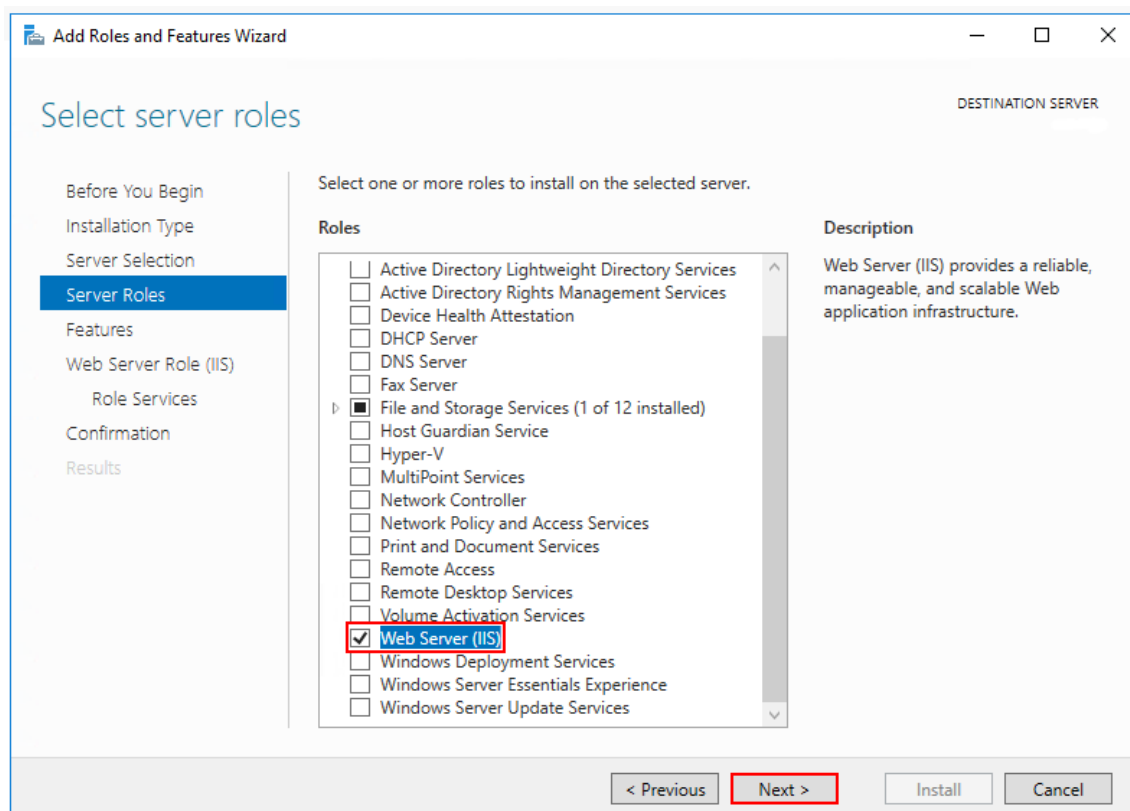 Add Roles and Features Wizard
Select server roles
DESTINATION SERVER
Before You Begin
Installation Type
Server Selection
Server Roles
Features
Web Server Role (IIS)
Role Services
Confirmation
Results
Select one or more roles to install on the selected server.
Roles
Active Directory Lightweight Directory Services
Active Directory Rights Management Services
Device Health Attestation
DHCP Server
DNS Server
Fax Server
File and Storage Services (1 of 12 installed)
Host Guardian Service
Hyper-V
MultiPoint Services
Network Controller
Network Policy and Access Services
Print and Document Services
Remote Access
Remote Desktop Services
Volume Activation Services
Web Server (IIS)
Windows Deployment Services
Windows Server Essentials Experience
Windows Server Update Services
Description
Web Server (IIS) provides a reliable,
manageable, and scalable Web
application infrastructure.
< Previous
Next >
Install
Cancel